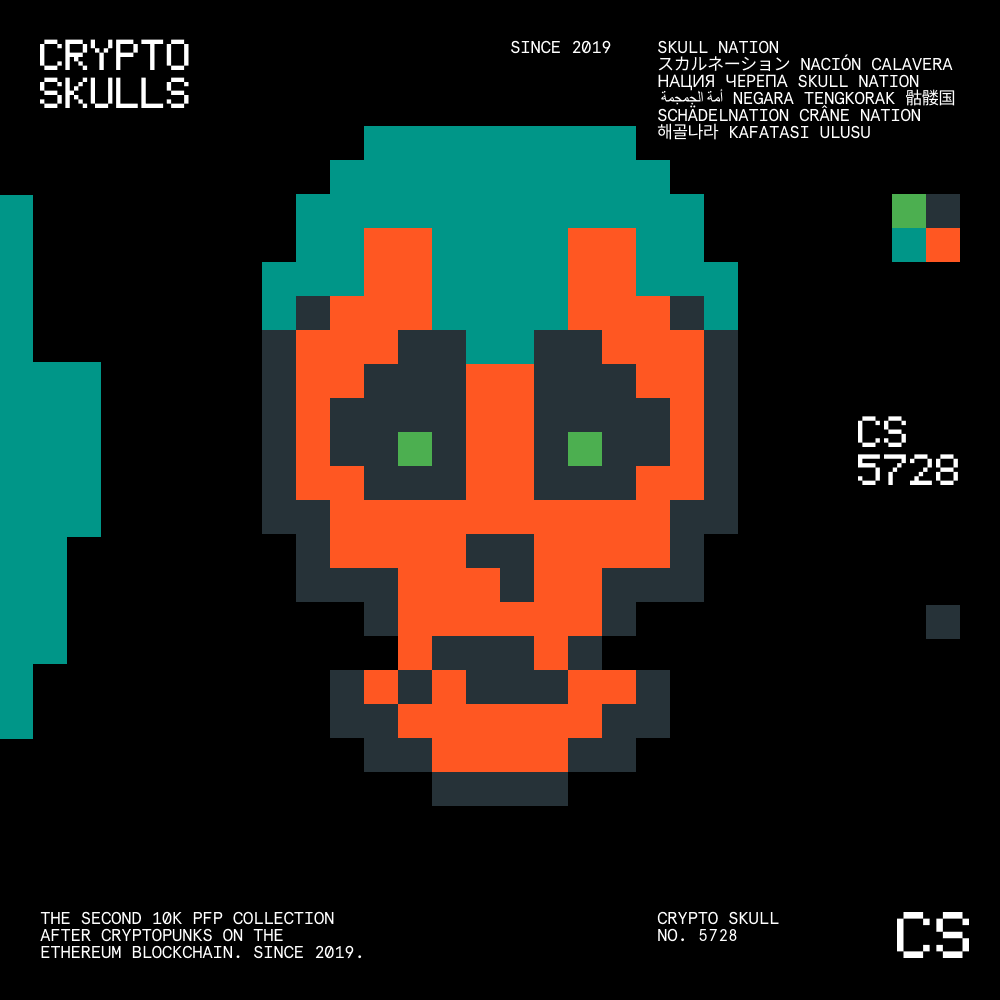 CRYPTO
SKULLS
SINCE 2019
SKULL NATION
スカルネーション NACIÓN CALAVERA
НАЦИЯ ЧЕРЕПА SKULL NATION
أمة الجمجمة NEGARA TENGKORAK 骷髅国
SCHÄDELNATION CRÂNE NATION
해골나라 KAFATASI ULUSU
CS
5728
THE SECOND 10K PFP COLLECTION
AFTER CRYPTOPUNKS ON THE
ETHEREUM BLOCKCHAIN. SINCE 2019.
CRYPTO SKULL
NO. 5728
CS